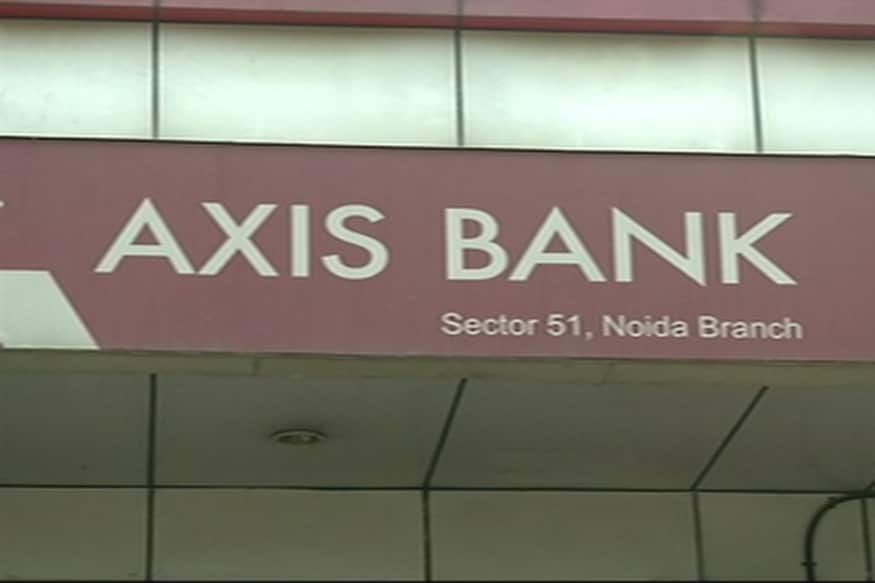 AXIS BANK
Sector 51, Noida Branch